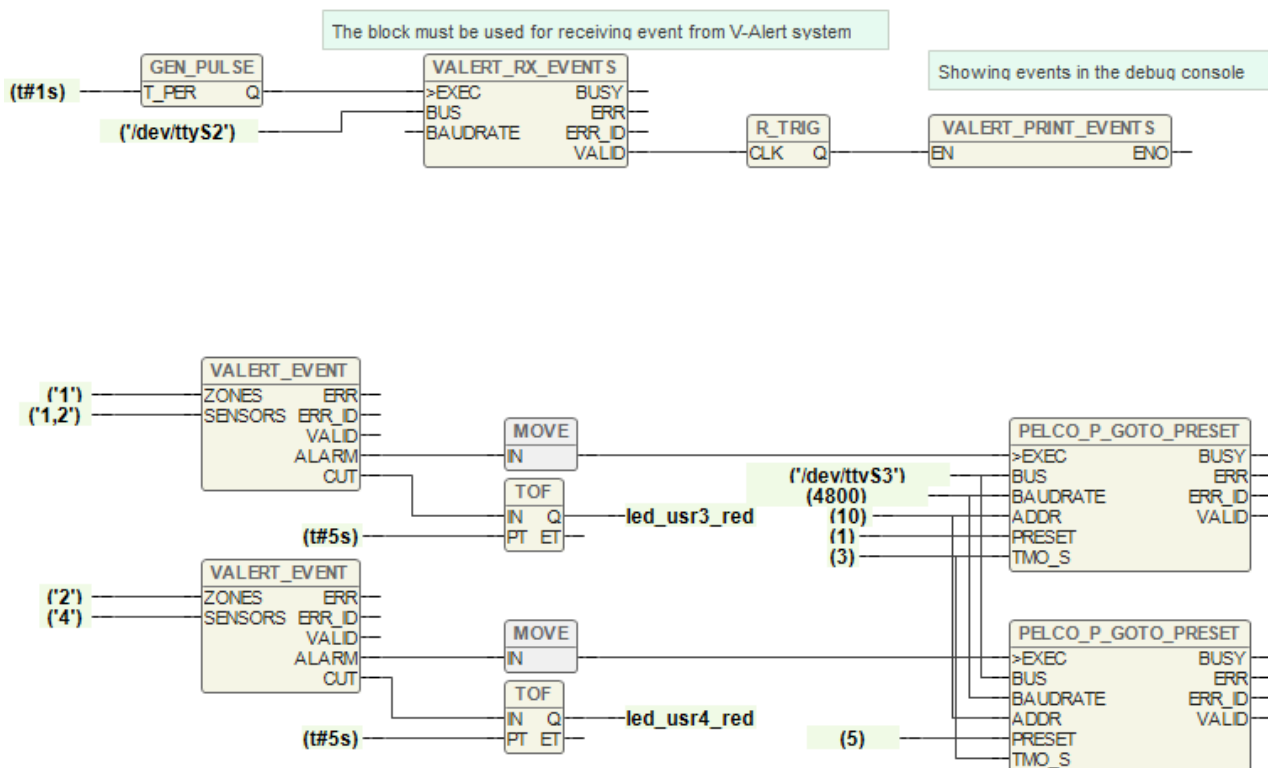 The block must be used for receiving event from V-Alert system
Showing events in the debug console
GEN_PULSE
(t#1s)
T_PER Q
('/dev/ttyS2')
VALERT_RX_EVENTS
>EXEC BUSY
BUS ERR
BAUDRATE ERR_ID
VALID
R_TRIG
CLK Q
VALERT_PRINT_EVENTS
EN ENO
VALERT_EVENT
('1')
('1,2')
ZONES ERR
SENSORS ERR_ID
VALID
ALARM
CUT
MOVE
IN
TOF
IN Q
PT ET
(t#5s)
led_usr3_red
('/dev/ttyS3')
(4800)
(10)
(1)
(3)
PELCO_P_GOTO_PRESET
>EXEC BUSY
BUS ERR
BAUDRATE ERR_ID
ADDR VALID
PRESET
TMO_S
VALERT_EVENT
('2')
('4')
ZONES ERR
SENSORS ERR_ID
VALID
ALARM
CUT
MOVE
IN
TOF
IN Q
PT ET
(t#5s)
led_usr4_red
(5)
PELCO_P_GOTO_PRESET
>EXEC BUSY
BUS ERR
BAUDRATE ERR_ID
ADDR VALID
PRESET
TMO_S